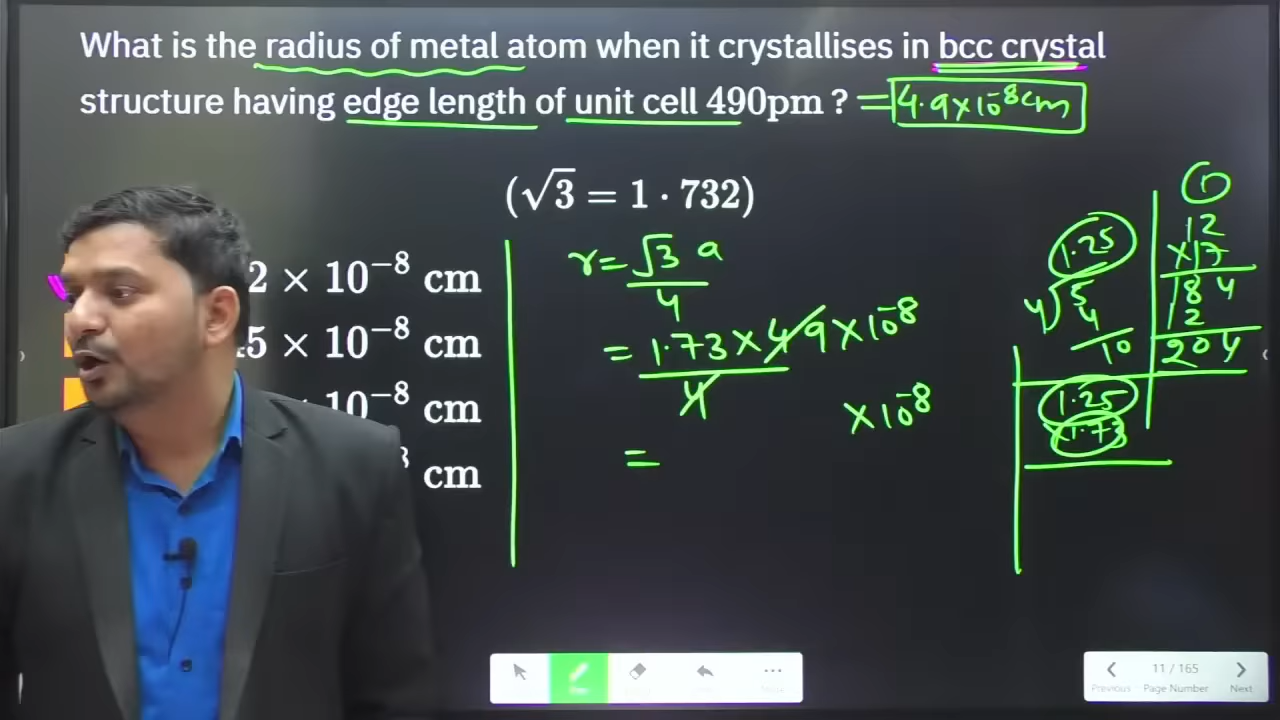 What is the radius of metal atom when it crystallises in bcc crystal
structure having edge length of unit cell 490pm ? = 4.9×10⁻⁸cm
(√3 = 1 · 732)
2 × 10⁻⁸ cm
5 × 10⁻⁸ cm
10⁻⁸ cm
cm
r = √3 a
4
= 1.73 × 4.9 × 10⁻⁸
4
× 10⁻⁸
=
1.25
4) 5
4
10
1
12
×17
184
12
204
1.25
×1.73
11 / 165
Previous Page Number Next